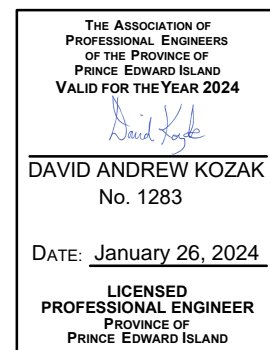 THE ASSOCIATION OF
PROFESSIONAL ENGINEERS
OF THE PROVINCE OF
PRINCE EDWARD ISLAND
VALID FOR THE YEAR 2024
David Kozak
DAVID ANDREW KOZAK
No. 1283
DATE: January 26, 2024
LICENSED
PROFESSIONAL ENGINEER
PROVINCE OF
PRINCE EDWARD ISLAND